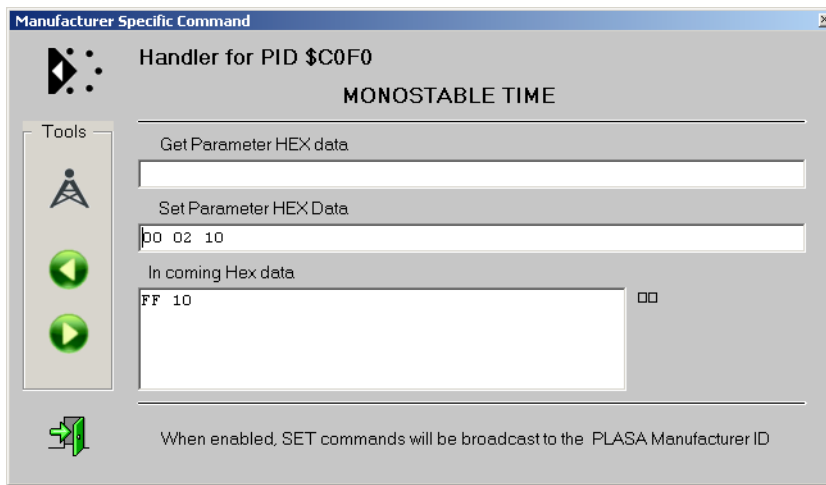 Manufacturer Specific Command
Handler for PID $C0F0
MONOSTABLE TIME
Tools
Get Parameter HEX data
Set Parameter HEX Data
00 02 10
In coming Hex data
FF 10
When enabled, SET commands will be broadcast to the PLASA Manufacturer ID